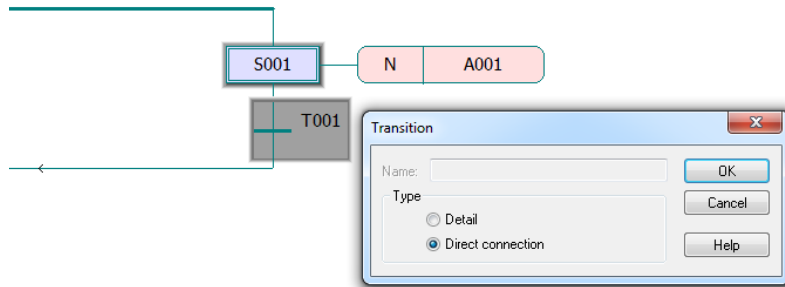 S001
N
A001
T001
Transition
Name:
OK
Type
Cancel
Detail
Direct connection
Help